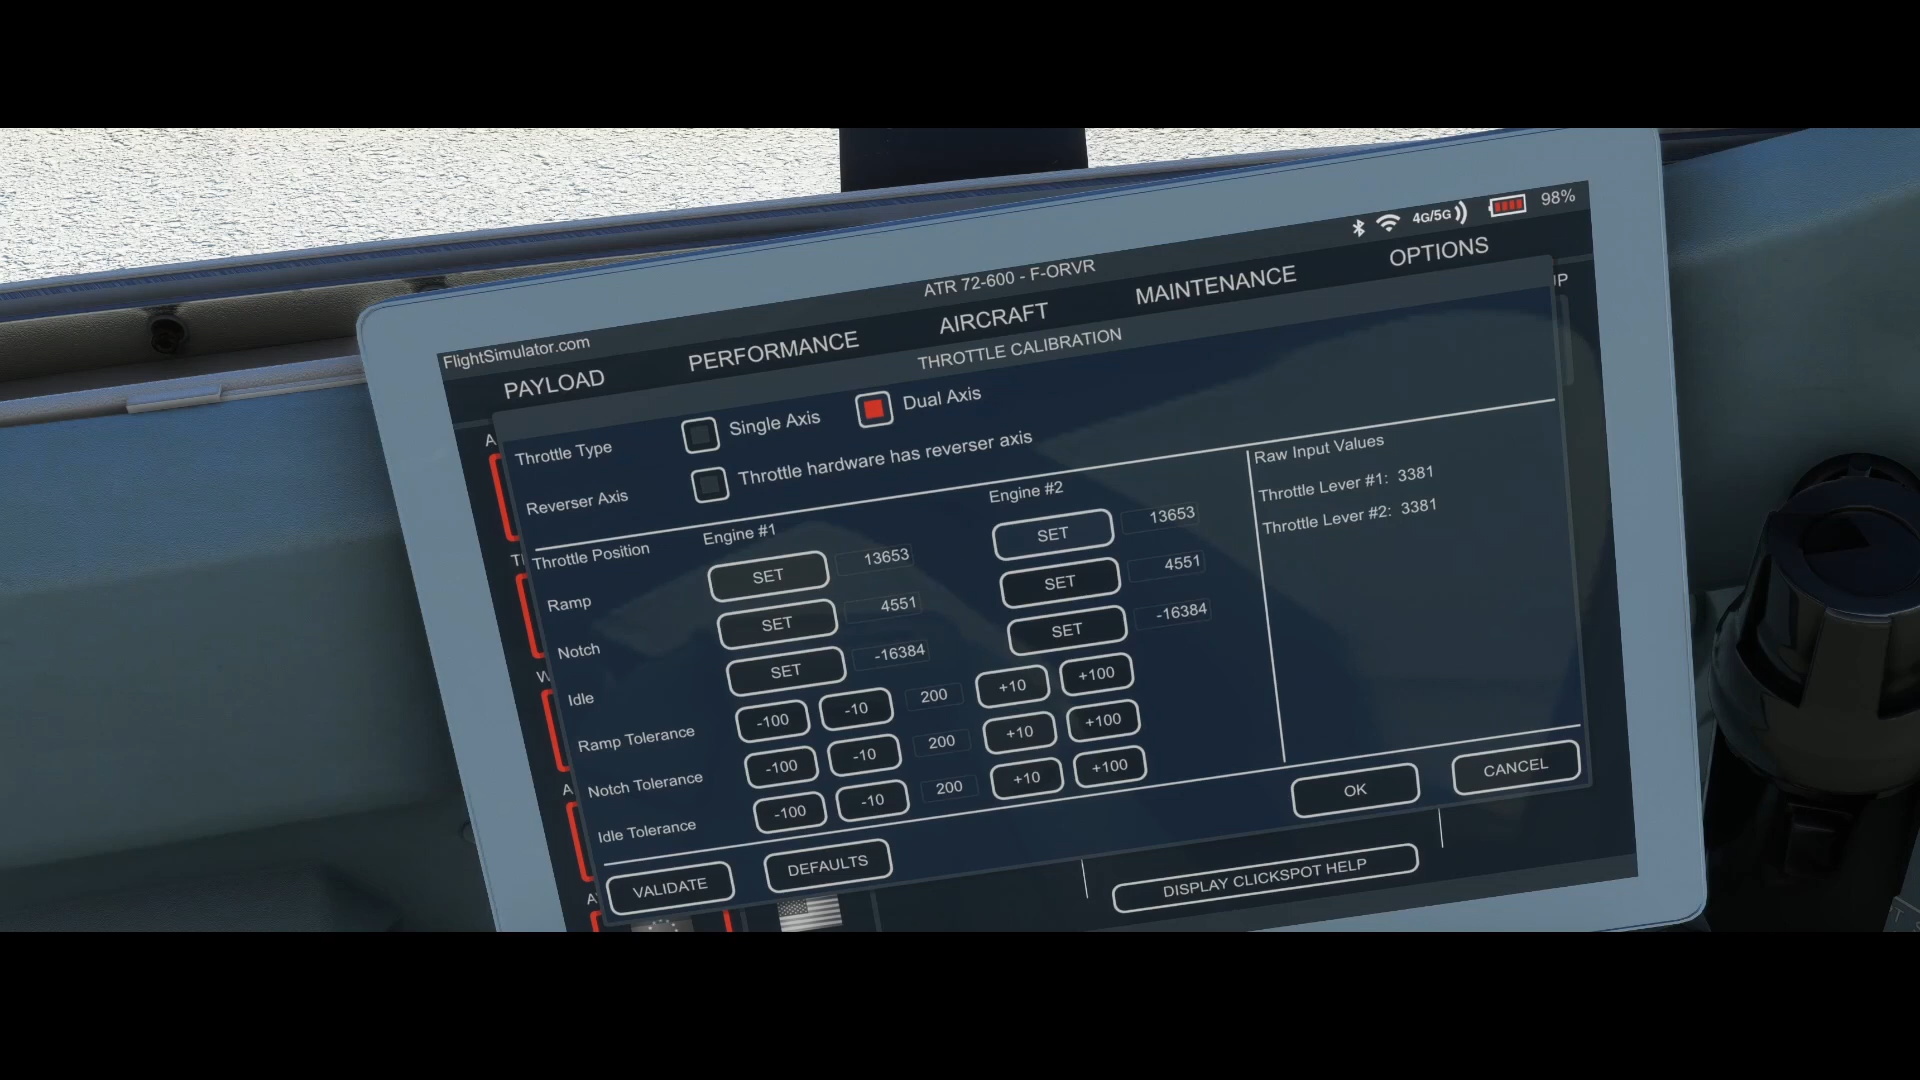 FlightSimulator.com
ATR 72-600 - F-ORVR
4G/5G
98%
PAYLOAD
PERFORMANCE
AIRCRAFT
MAINTENANCE
OPTIONS
THROTTLE CALIBRATION
Throttle Type
Single Axis
Dual Axis
Reverser Axis
Throttle hardware has reverser axis
Throttle Position
Engine #1
Engine #2
Ramp
SET
13653
SET
13653
Notch
SET
4551
SET
4551
Idle
SET
-16384
SET
-16384
Ramp Tolerance
-100
-10
200
+10
+100
Notch Tolerance
-100
-10
200
+10
+100
Idle Tolerance
-100
-10
200
+10
+100
Raw Input Values
Throttle Lever #1: 3381
Throttle Lever #2: 3381
OK
CANCEL
VALIDATE
DEFAULTS
DISPLAY CLICKSPOT HELP